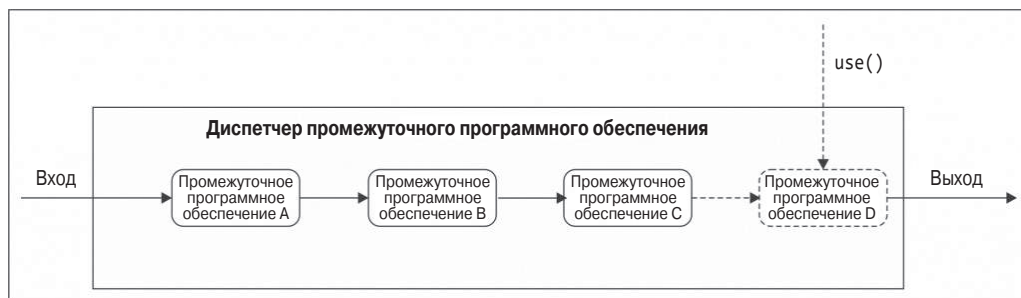 use()
Диспетчер промежуточного программного обеспечения
Вход
Промежуточное
программное
обеспечение A
Промежуточное
программное
обеспечение B
Промежуточное
программное
обеспечение C
Промежуточное
программное
обеспечение D
Выход